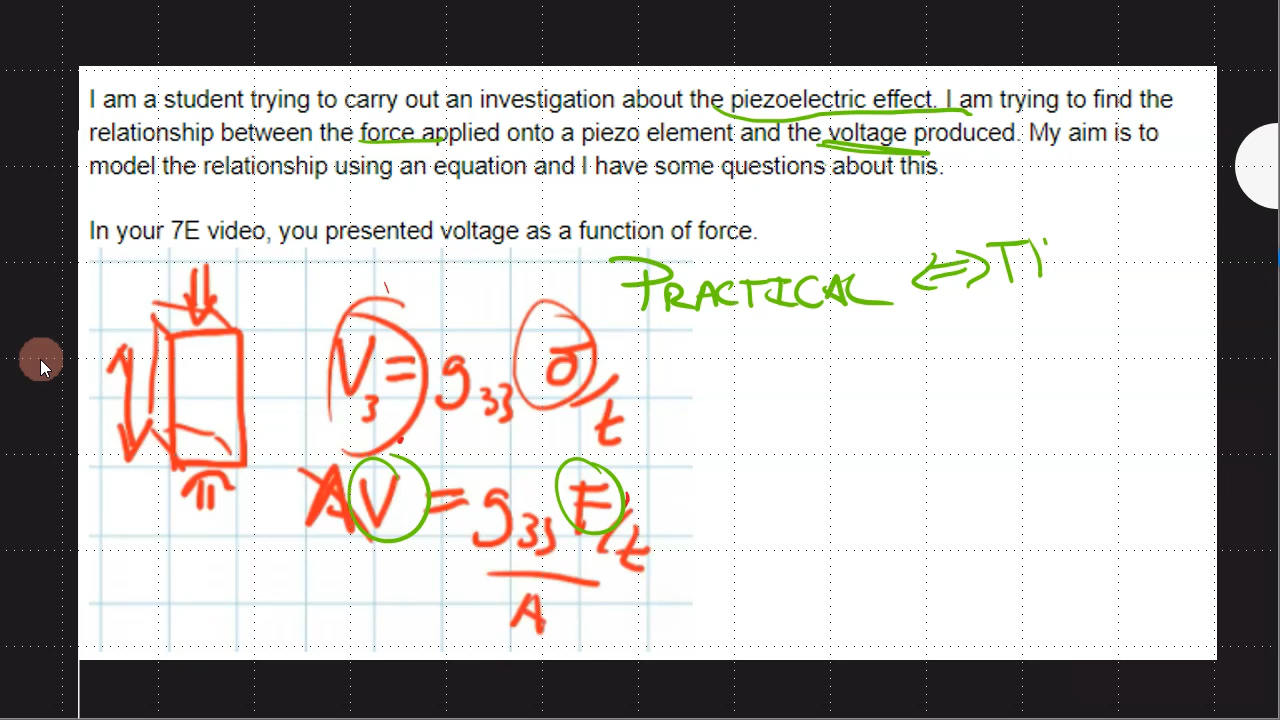 I am a student trying to carry out an investigation about the piezoelectric effect. I am trying to find the
relationship between the force applied onto a piezo element and the voltage produced. My aim is to
model the relationship using an equation and I have some questions about this.
In your 7E video, you presented voltage as a function of force.
PRACTICAL ⇔ TH
V₃ = g₃₃ σ/t
V = g₃₃ F/t
A